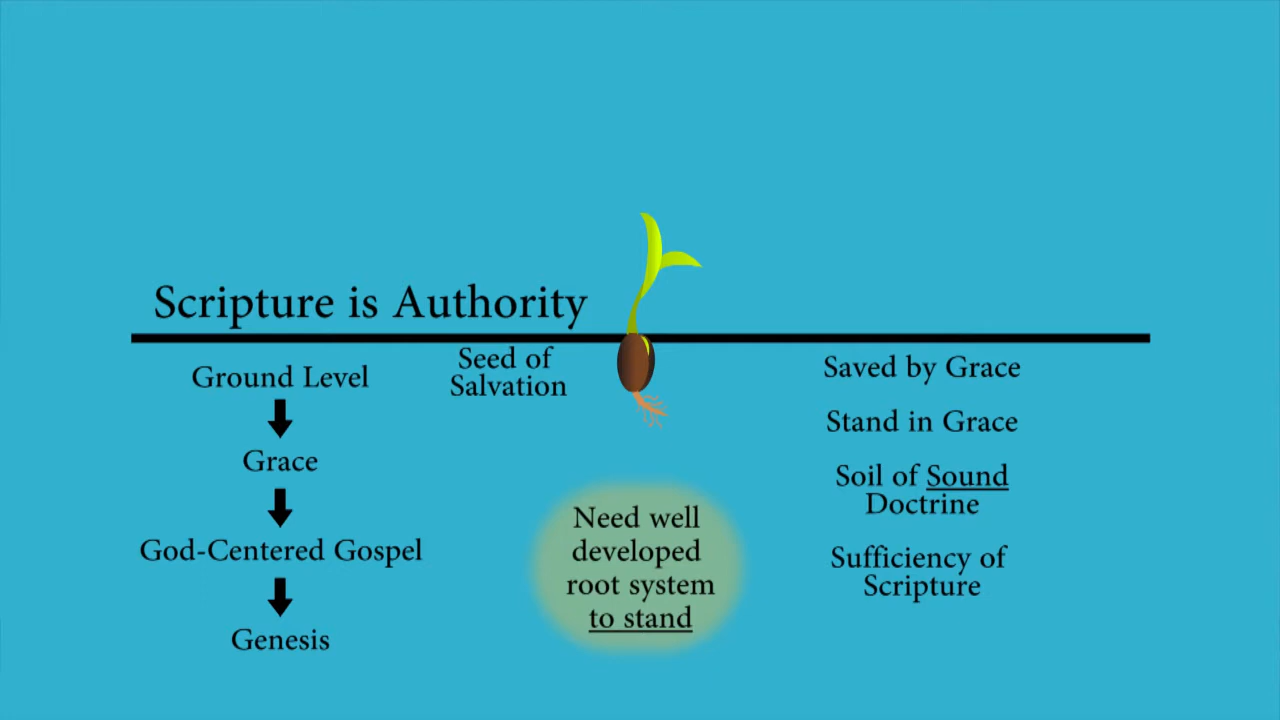 Scripture is Authority
Ground Level
Grace
God-Centered Gospel
Genesis
Seed of
Salvation
Need well
developed
root system
to stand
Saved by Grace
Stand in Grace
Soil of Sound
Doctrine
Sufficiency of
Scripture